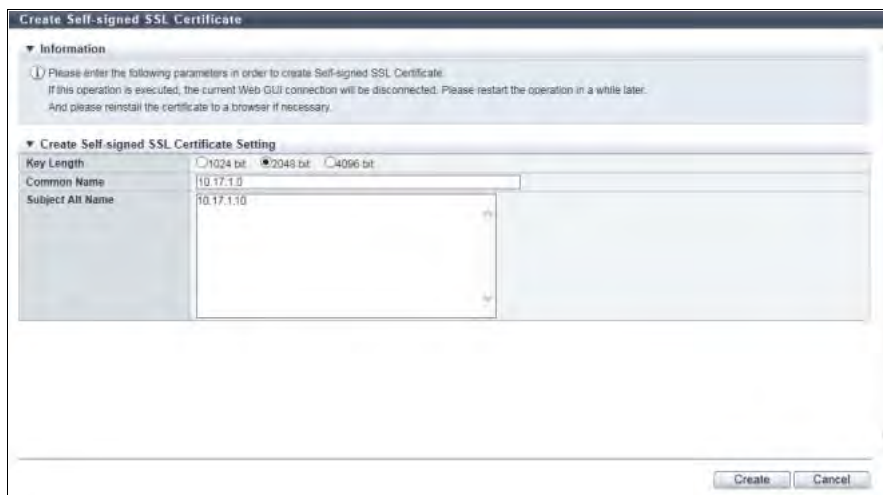 Create Self-signed SSL Certificate
▼ Information
ⓘ Please enter the following parameters in order to create Self-signed SSL Certificate.
If this operation is executed, the current Web GUI connection will be disconnected. Please restart the operation in a while later.
And please reinstall the certificate to a browser if necessary.
▼ Create Self-signed SSL Certificate Setting
Key Length 1024 bit 2048 bit 4096 bit
Common Name 10.17.1.0
Subject Alt Name 10.17.1.10
Create Cancel